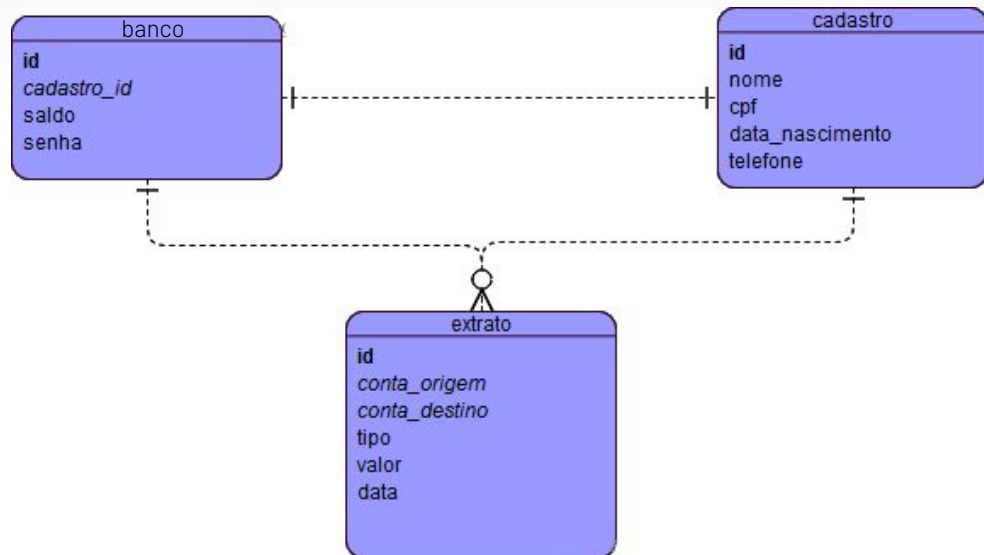 banco
id
cadastro_id
saldo
senha
cadastro
id
nome
cpf
data_nascimento
telefone
extrato
id
conta_origem
conta_destino
tipo
valor
data